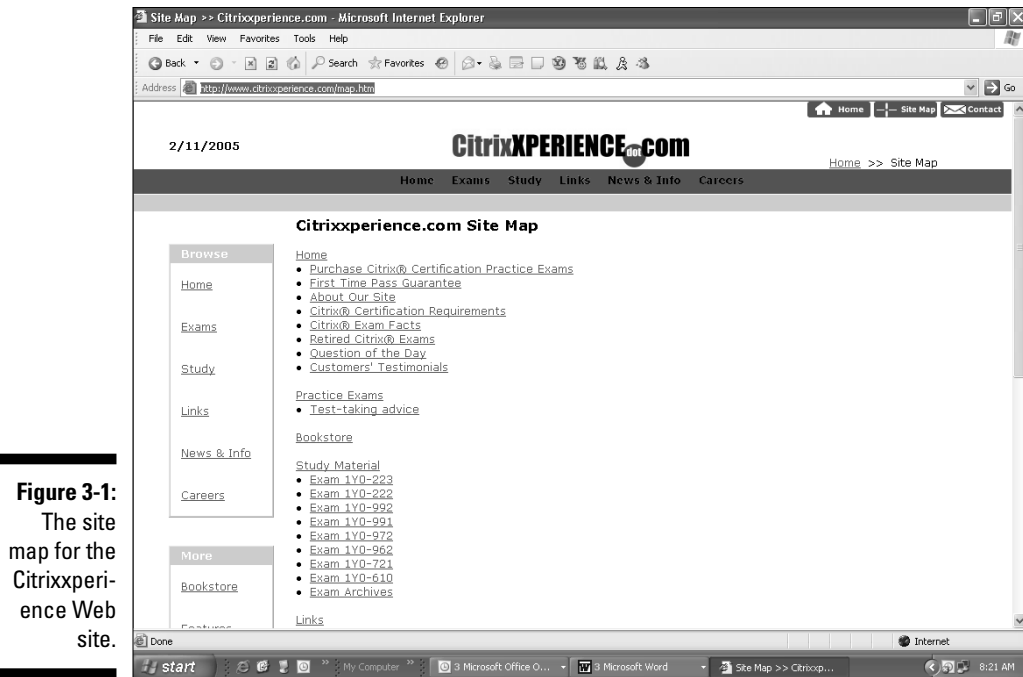 Site Map >> Citrixxperience.com - Microsoft Internet Explorer
File Edit View Favorites Tools Help
Back Search Favorites
Address http://www.citrixxperience.com/map.htm Go
Home Site Map Contact
2/11/2005
CitrixXPERIENCE dot com
Home >> Site Map
Home Exams Study Links News & Info Careers
Citrixxperience.com Site Map
Browse
Home
Exams
Study
Links
News & Info
Careers
More
Bookstore
Features
Home
• Purchase Citrix® Certification Practice Exams
• First Time Pass Guarantee
• About Our Site
• Citrix® Certification Requirements
• Citrix® Exam Facts
• Retired Citrix® Exams
• Question of the Day
• Customers' Testimonials
Practice Exams
• Test-taking advice
Bookstore
Study Material
• Exam 1Y0-223
• Exam 1Y0-222
• Exam 1Y0-992
• Exam 1Y0-991
• Exam 1Y0-972
• Exam 1Y0-962
• Exam 1Y0-721
• Exam 1Y0-610
• Exam Archives
Links
Done Internet
start My Computer » 3 Microsoft Office O... 3 Microsoft Word Site Map >> Citrixxp... 8:21 AM
Figure 3-1:
The site
map for the
Citrixxperi-
ence Web
site.